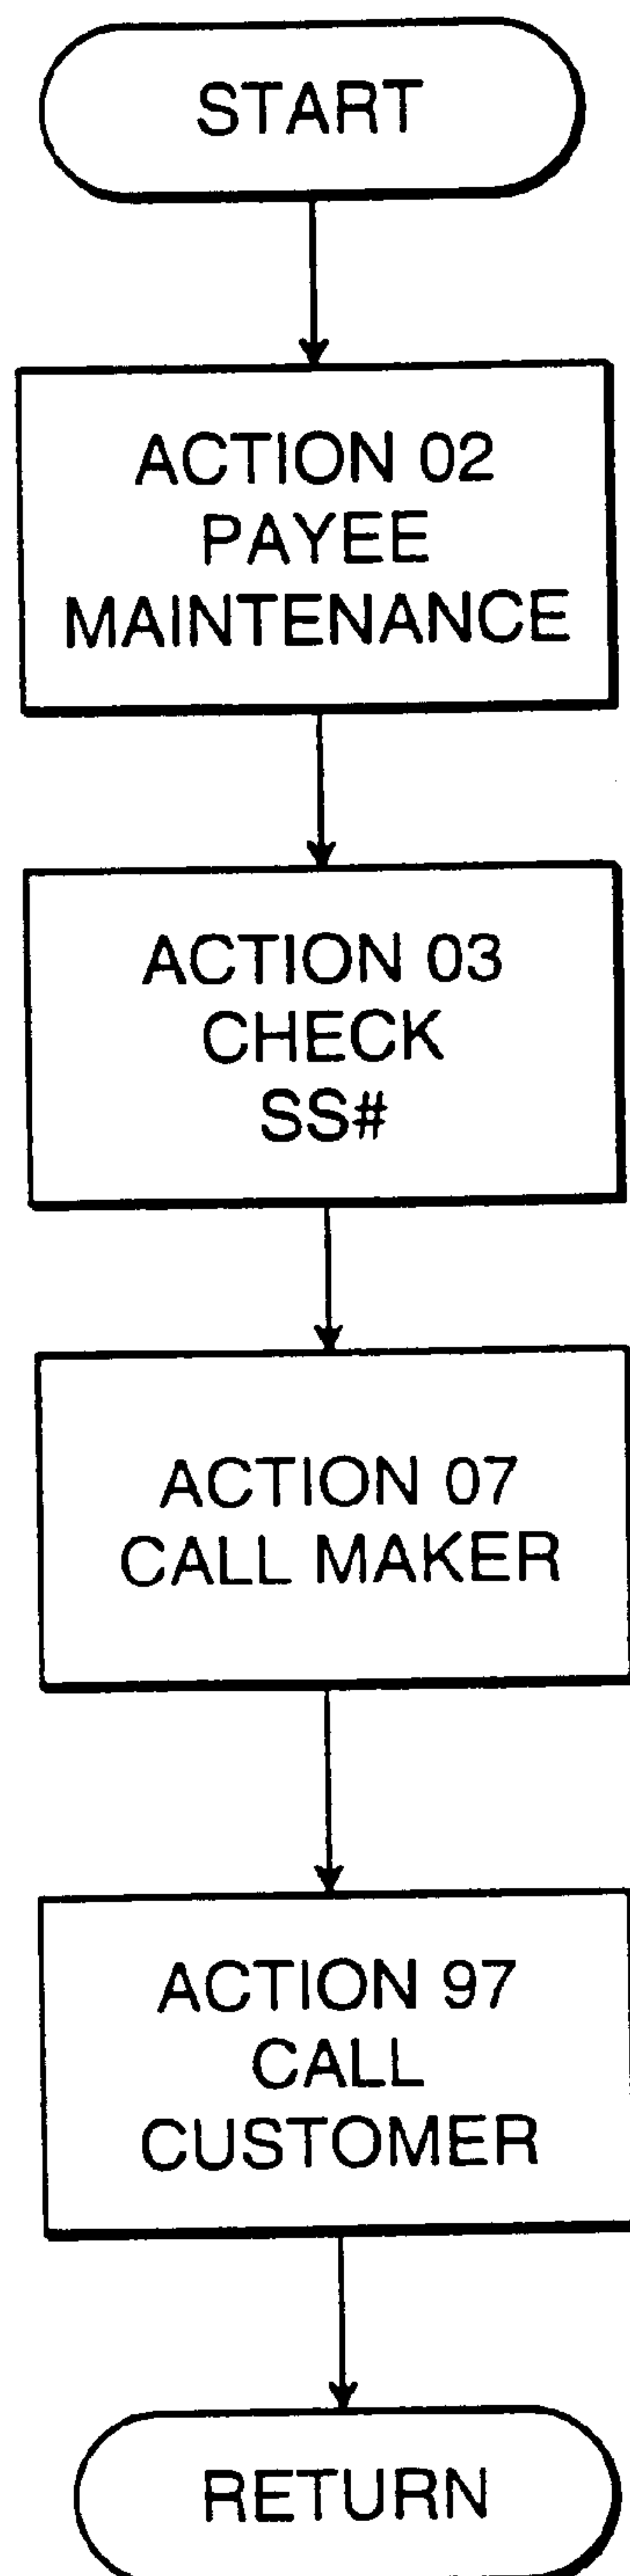 START
ACTION 02
PAYEE
MAINTENANCE
ACTION 03
CHECK
SS#
ACTION 07
CALL MAKER
ACTION 97
CALL
CUSTOMER
RETURN